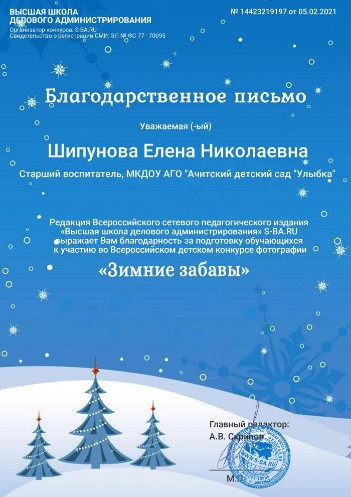 ВЫСШАЯ ШКОЛА
ДЕЛОВОГО АДМИНИСТРИРОВАНИЯ
Организатор конкурса: S-BA.RU
Свидетельство о регистрации СМИ: ЭЛ № ФС 77 - 70095
№ 14423219197 от 05.02.2021
Благодарственное письмо
Уважаемая (-ый)
Шипунова Елена Николаевна
Старший воспитатель, МКДОУ АГО "Ачитский детский сад "Улыбка"
Редакция Всероссийского сетевого педагогического издания
«Высшая школа делового администрирования» S-BA.RU
выражает Вам благодарность за подготовку обучающихся
к участию во Всероссийском детском конкурсе фотографии
«Зимние забавы»
Главный редактор:
А.В. Скрипов
М.П.